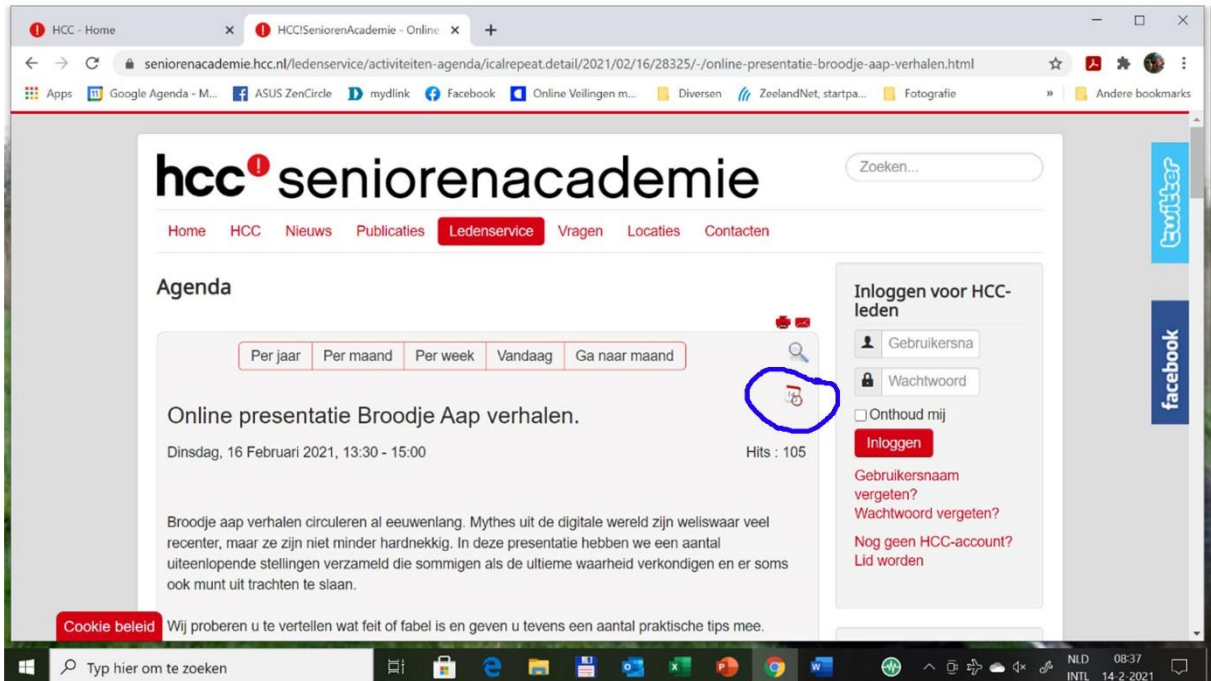 HCC - Home
HCC!SeniorenAcademie - Online
seniorenacademie.hcc.nl/ledenservice/activiteiten-agenda/icalrepeat.detail/2021/02/16/28325/-/online-presentatie-broodje-aap-verhalen.html
Apps Google Agenda - M... ASUS ZenCircle mydlink Facebook Online Veilingen m... Diversen ZeelandNet, startpa... Fotografie » Andere bookmarks
hcc! seniorenacademie
Zoeken...
twitter
Home HCC Nieuws Publicaties Ledenservice Vragen Locaties Contacten
Agenda
Per jaar Per maand Per week Vandaag Ga naar maand
Online presentatie Broodje Aap verhalen.
Dinsdag, 16 Februari 2021, 13:30 - 15:00 Hits : 105
Broodje aap verhalen circuleren al eeuwenlang. Mythes uit de digitale wereld zijn weliswaar veel
recenter, maar ze zijn niet minder hardnekkig. In deze presentatie hebben we een aantal
uiteenlopende stellingen verzameld die sommigen als de ultieme waarheid verkondigen en er soms
ook munt uit trachten te slaan.
Wij proberen u te vertellen wat feit of fabel is en geven u tevens een aantal praktische tips mee.
Inloggen voor HCC-
leden
Gebruikersna
Wachtwoord
Onthoud mij
Inloggen
Gebruikersnaam
vergeten?
Wachtwoord vergeten?
Nog geen HCC-account?
Lid worden
facebook
Cookie beleid
Typ hier om te zoeken
NLD 08:37
INTL 14-2-2021